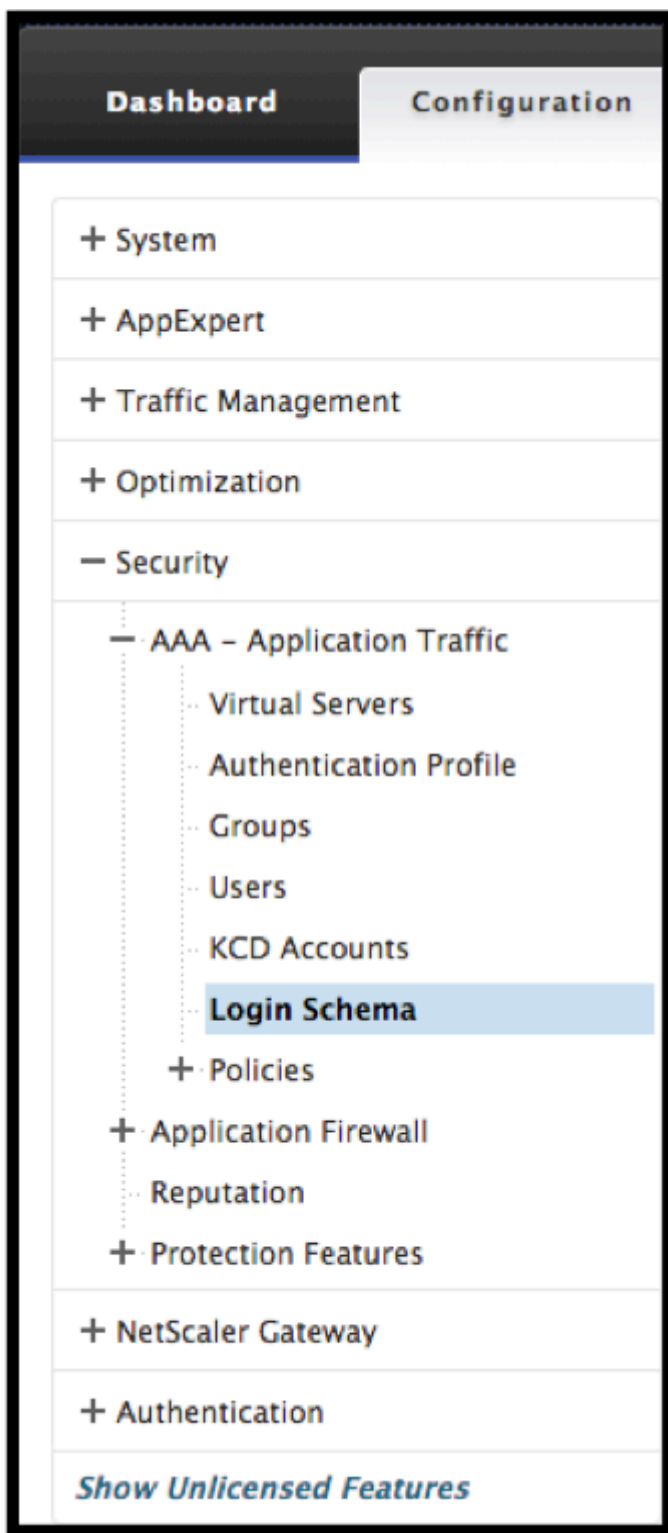 Dashboard Configuration
+ System
+ AppExpert
+ Traffic Management
+ Optimization
− Security
− AAA – Application Traffic
Virtual Servers
Authentication Profile
Groups
Users
KCD Accounts
Login Schema
+ Policies
+ Application Firewall
Reputation
+ Protection Features
+ NetScaler Gateway
+ Authentication
Show Unlicensed Features